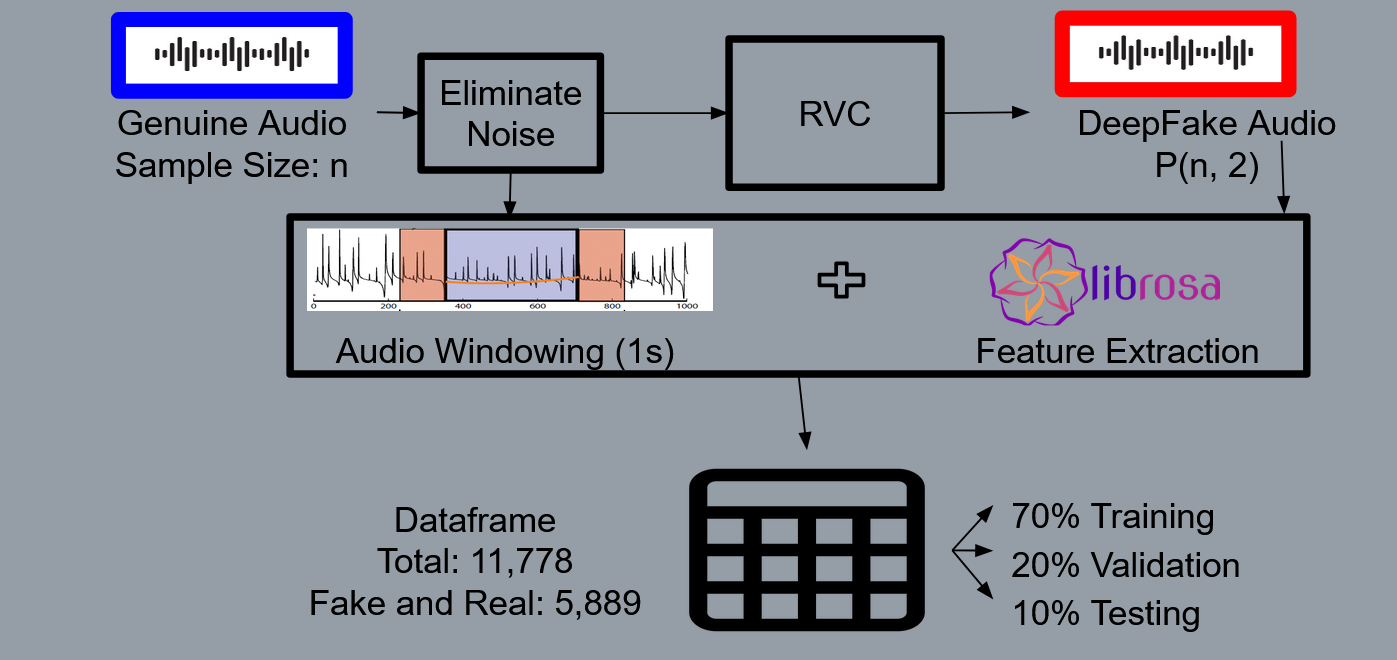 Genuine Audio
Sample Size: n
Eliminate
Noise
RVC
DeepFake Audio
P(n, 2)
0 200 400 600 800 1000
Audio Windowing (1s)
librosa
Feature Extraction
Dataframe
Total: 11,778
Fake and Real: 5,889
70% Training
20% Validation
10% Testing